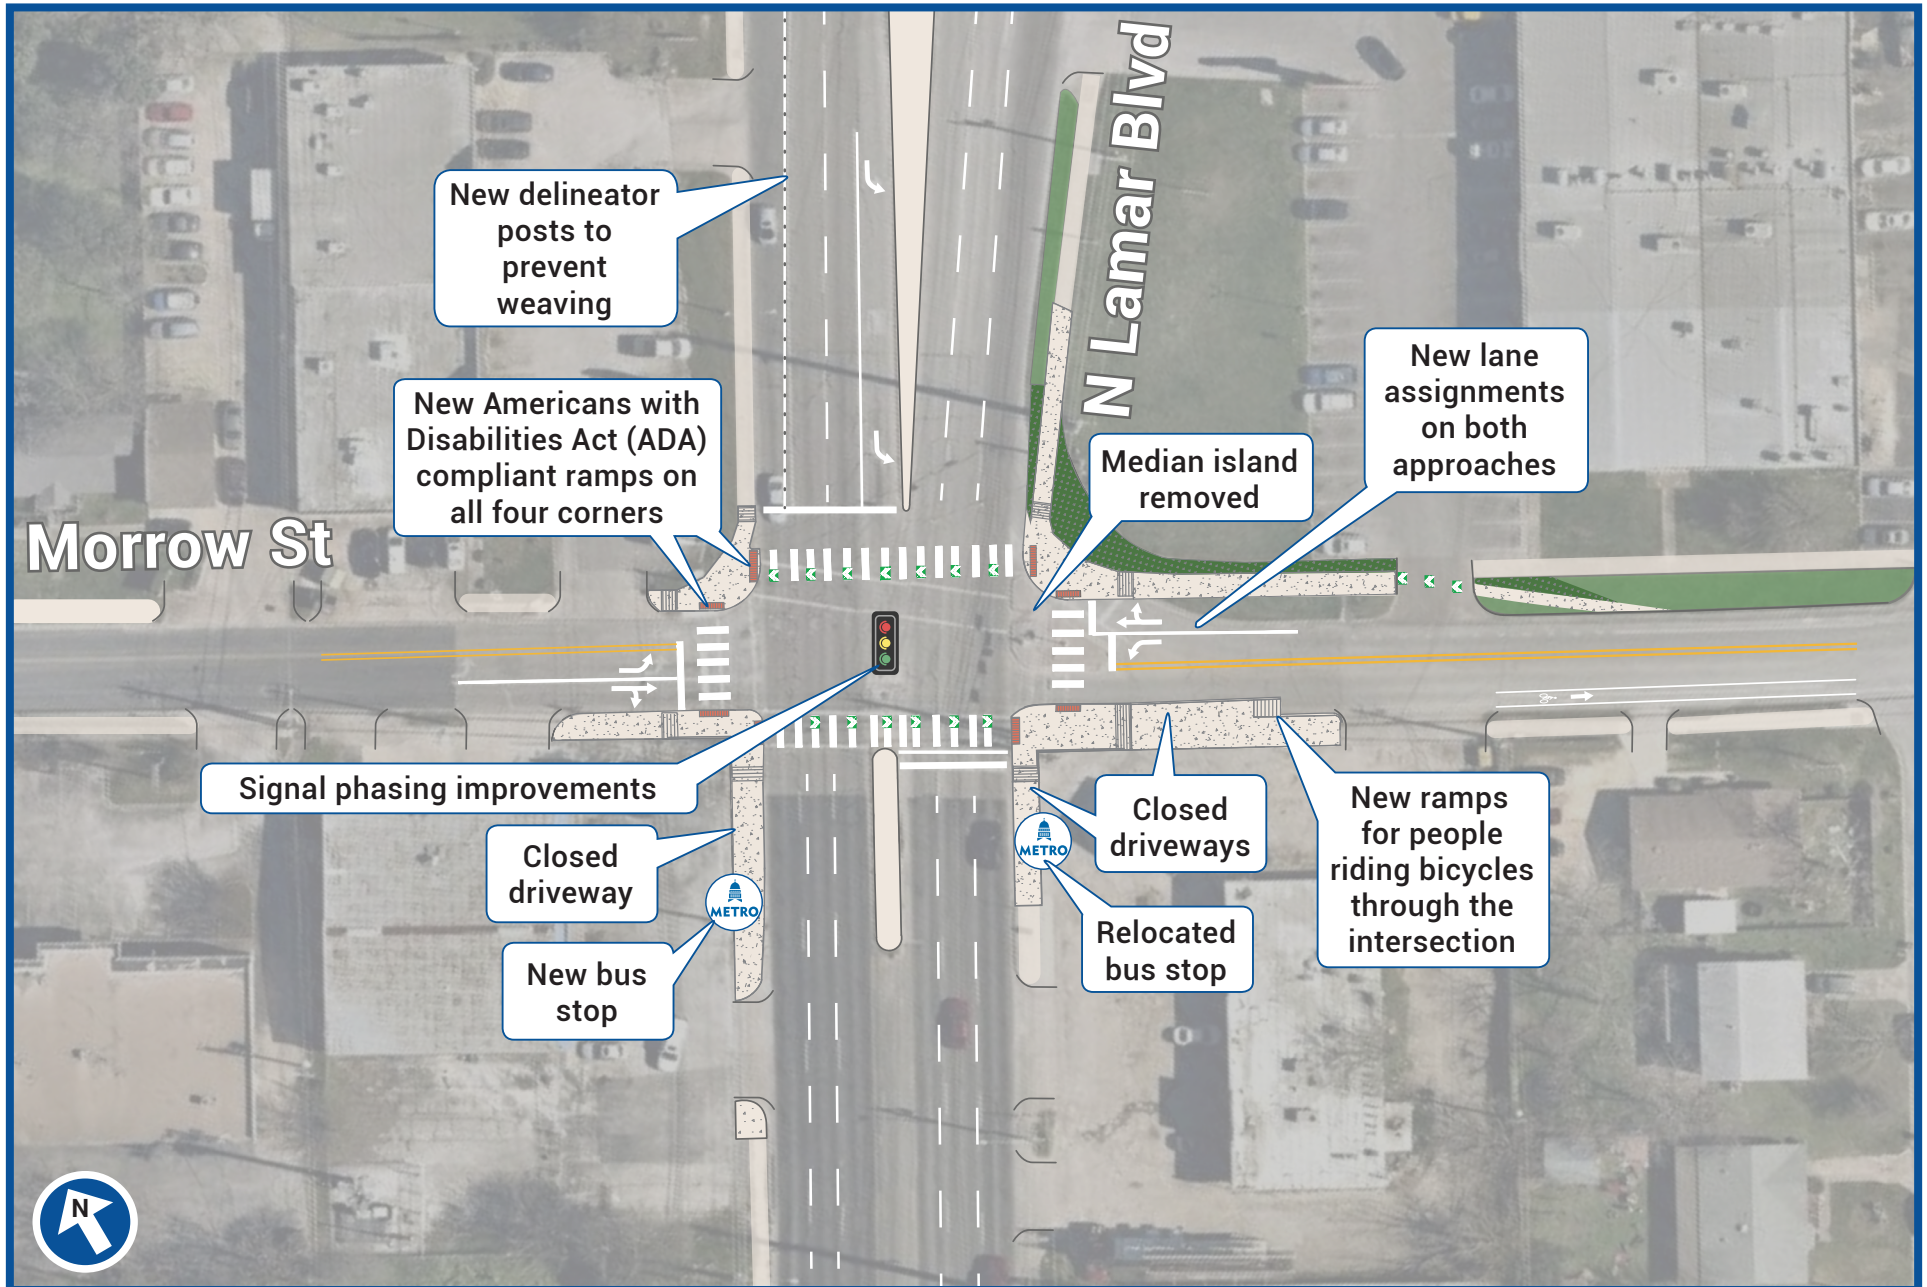 N Lamar Blvd
New delineator
posts to
prevent
weaving
New lane
assignments
on both
approaches
New Americans with
Disabilities Act (ADA)
compliant ramps on
all four corners
Median island
removed
Morrow St
Signal phasing improvements
Closed
driveway
METRO
New bus
stop
Closed
driveways
METRO
Relocated
bus stop
New ramps
for people
riding bicycles
through the
intersection
N